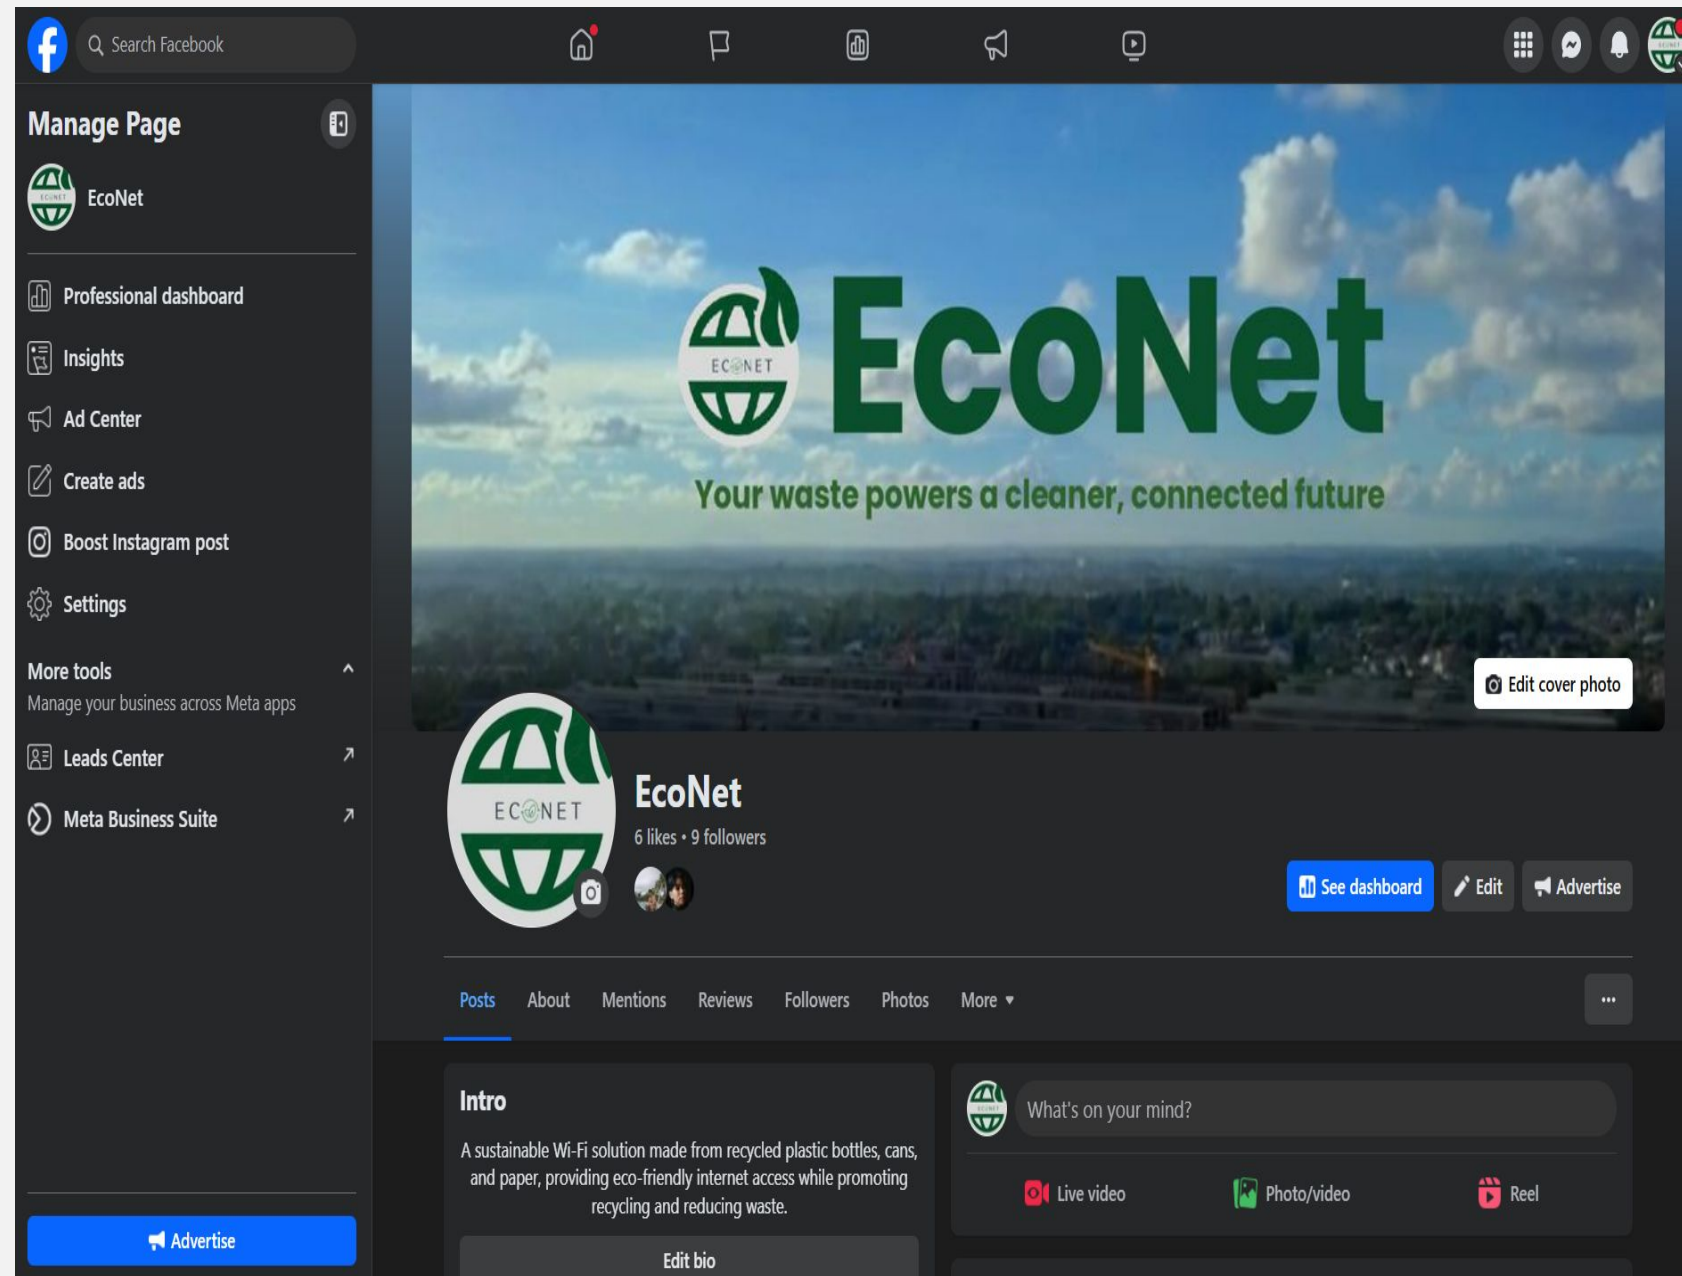 Search Facebook
Manage Page
ECONET
EcoNet
Professional dashboard
Insights
Ad Center
Create ads
Boost Instagram post
Settings
More tools
Manage your business across Meta apps
Leads Center
Meta Business Suite
Advertise
ECONET
EcoNet
Your waste powers a cleaner, connected future
Edit cover photo
ECONET
EcoNet
6 likes • 9 followers
See dashboard
Edit
Advertise
Posts
About
Mentions
Reviews
Followers
Photos
More
Intro
A sustainable Wi-Fi solution made from recycled plastic bottles, cans,
and paper, providing eco-friendly internet access while promoting
recycling and reducing waste.
Edit bio
ECONET
What's on your mind?
Live video
Photo/video
Reel